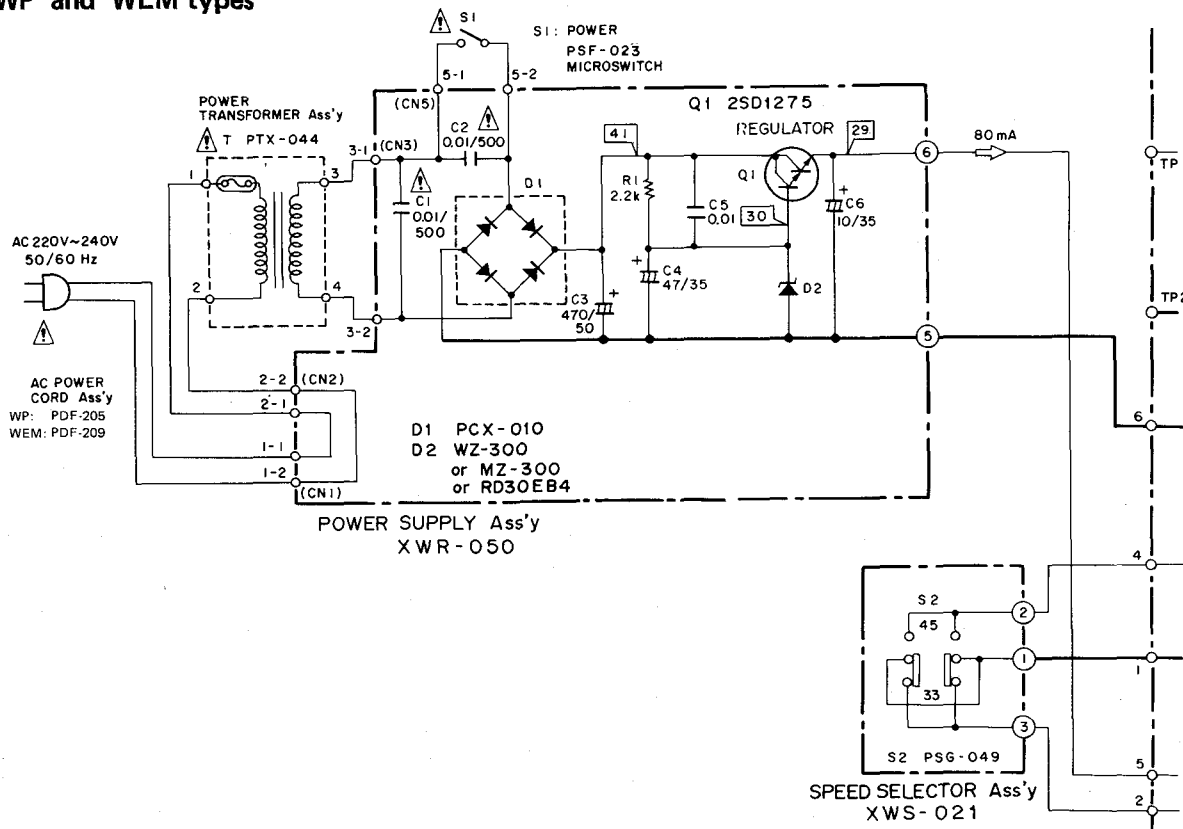 WP and WEM types
S1
S1: POWER
PSF-023
MICROSWITCH
5-1
5-2
(CN5)
POWER
TRANSFORMER Ass'y
T PTX-044
3-1
(CN3)
C2
0.01/500
Q1 2SD1275
REGULATOR
41
29
6
80mA
TP
1
3
C1
0.01/
500
D1
R1
2.2k
C5
0.01
Q1
30
+
C6
10/35
AC 220V~240V
50/60 Hz
2
4
3-2
+
C4
47/35
D2
C3
+
470/
50
TP2
5
AC POWER
CORD Ass'y
WP: PDF-205
WEM: PDF-209
2-2
(CN2)
2-1
1-1
1-2
(CN1)
D1 PCX-010
D2 WZ-300
or MZ-300
or RD30EB4
6
POWER SUPPLY Ass'y
XWR-050
4
S2
45
2
1
1
33
3
S2 PSG-049
5
SPEED SELECTOR Ass'y
XWS-021
2